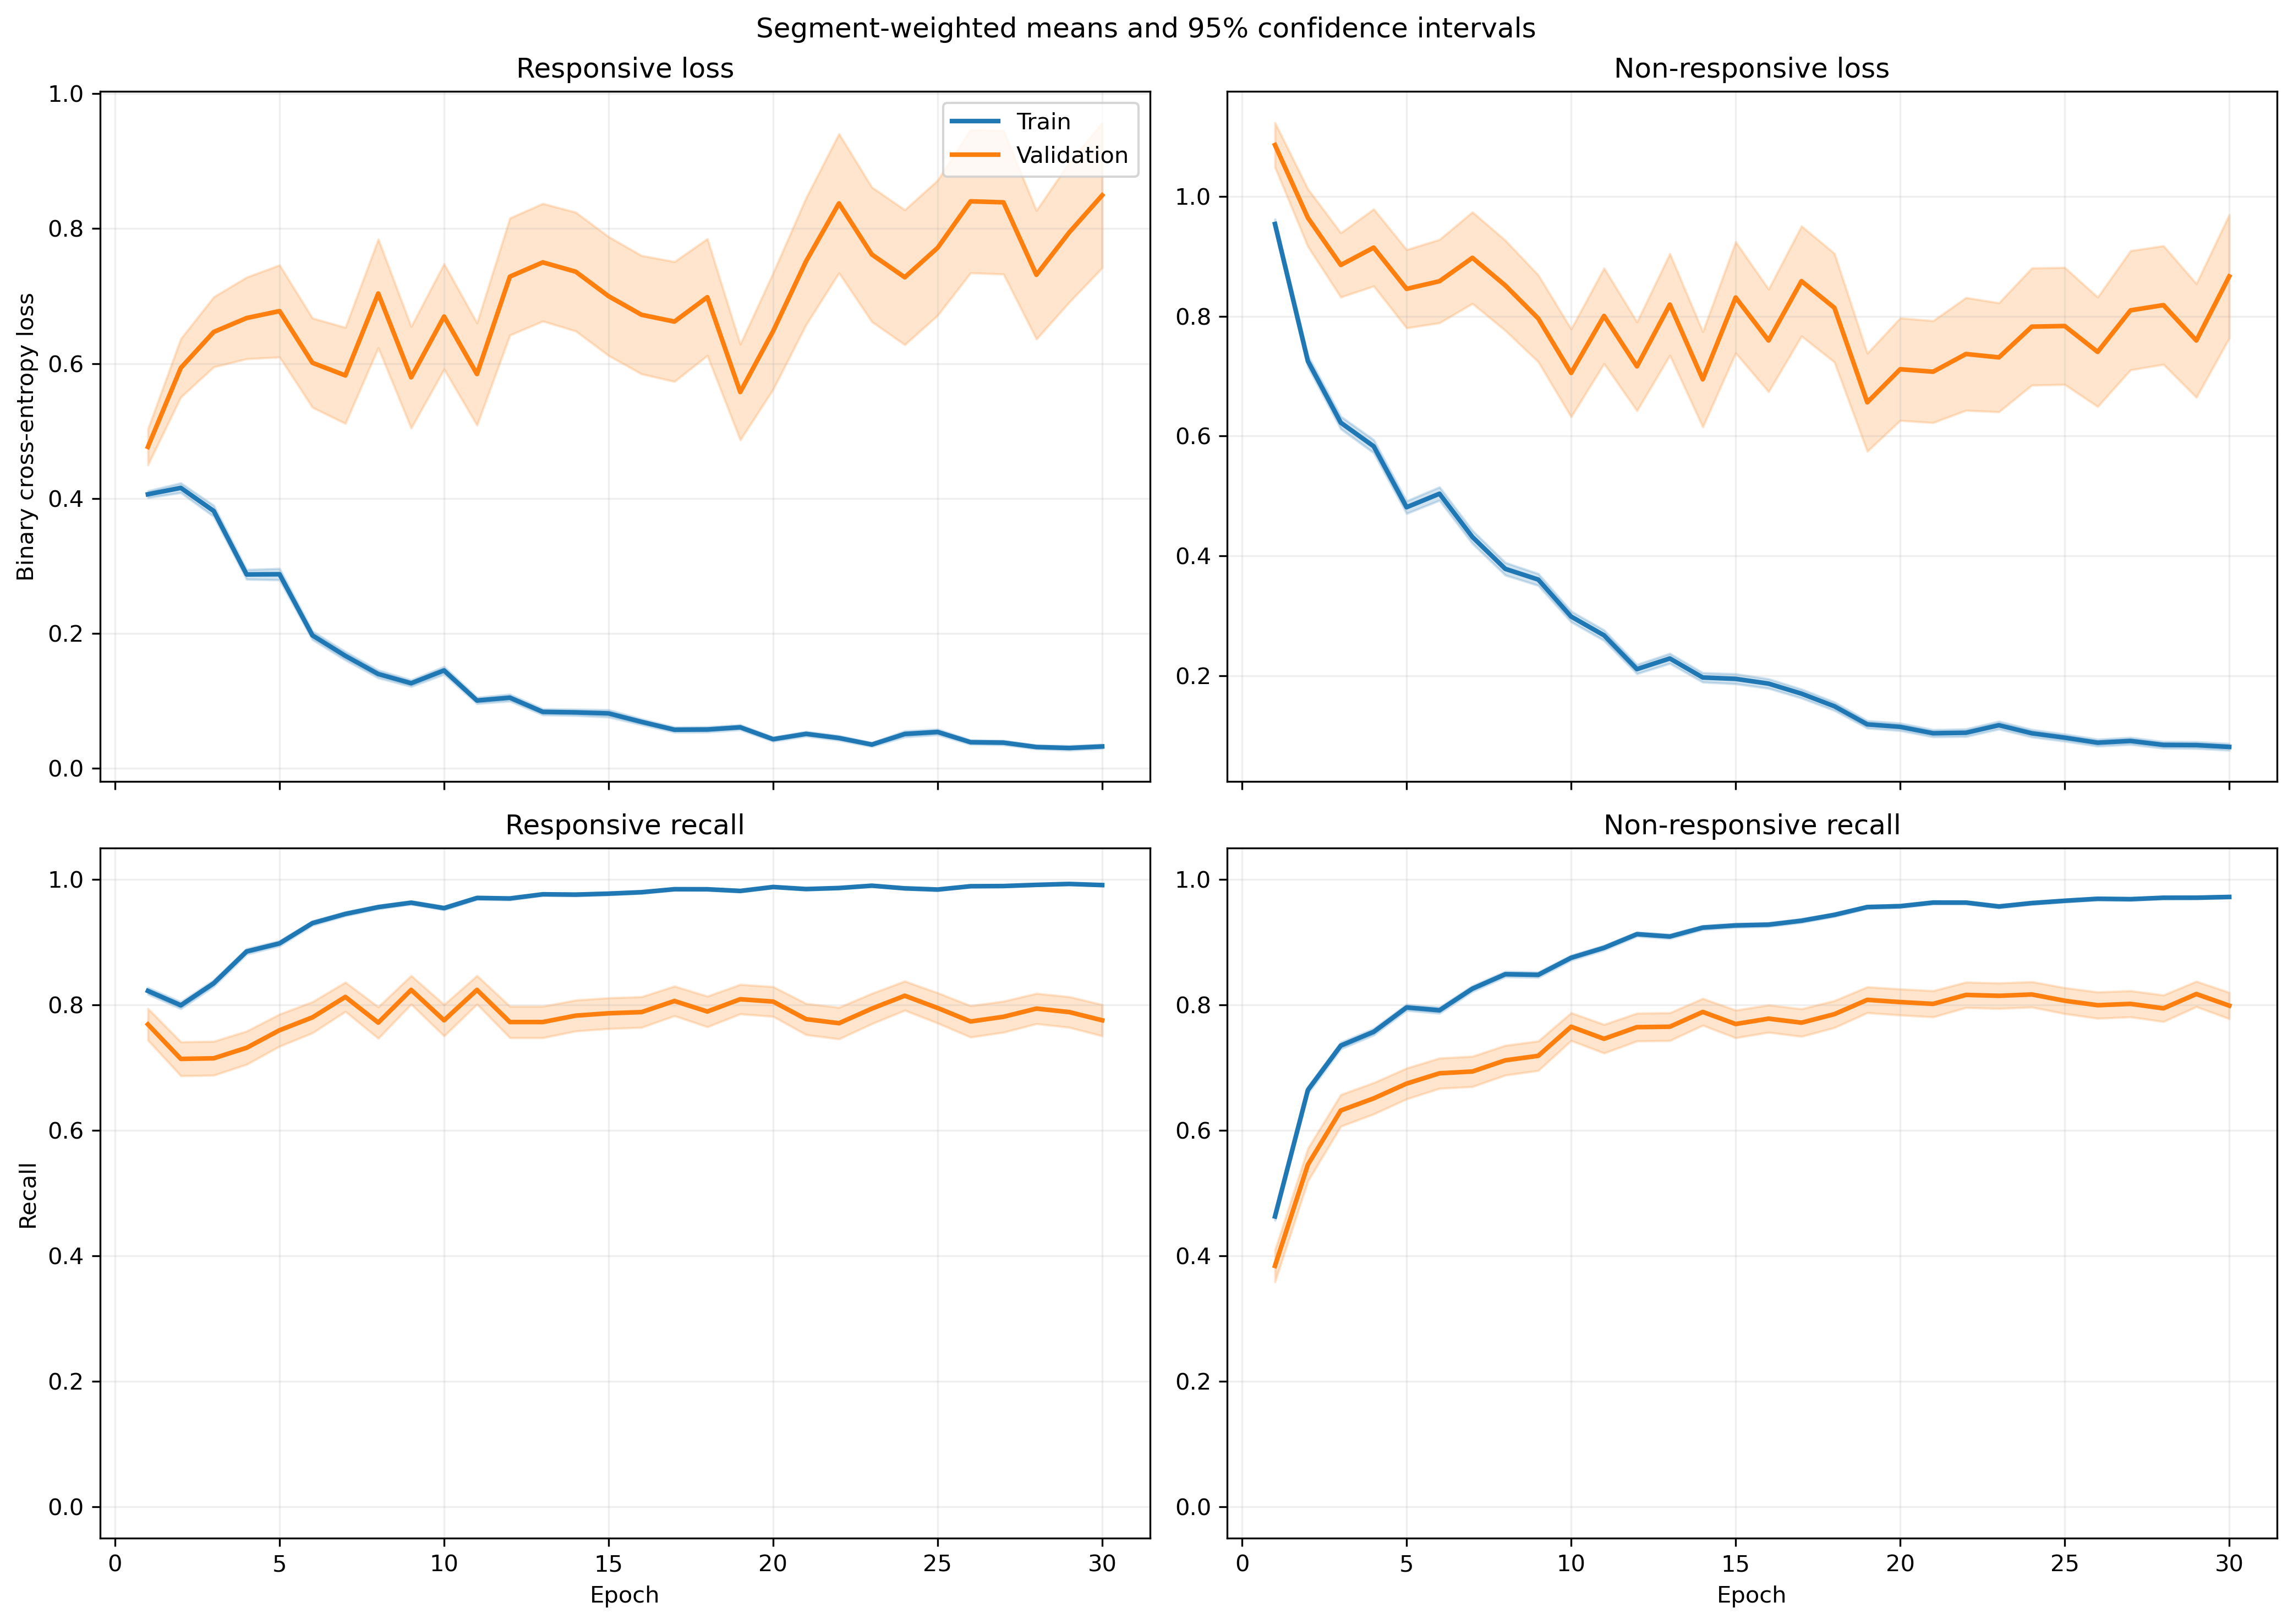 Segment-weighted means and 95% confidence intervals
Responsive loss
Non-responsive loss
Train
Validation
Binary cross-entropy loss
1.0
0.8
0.6
0.4
0.2
0.0
1.0
0.8
0.6
0.4
0.2
Responsive recall
Non-responsive recall
Recall
1.0
0.8
0.6
0.4
0.2
0.0
0 5 10 15 20 25 30
Epoch
1.0
0.8
0.6
0.4
0.2
0.0
0 5 10 15 20 25 30
Epoch